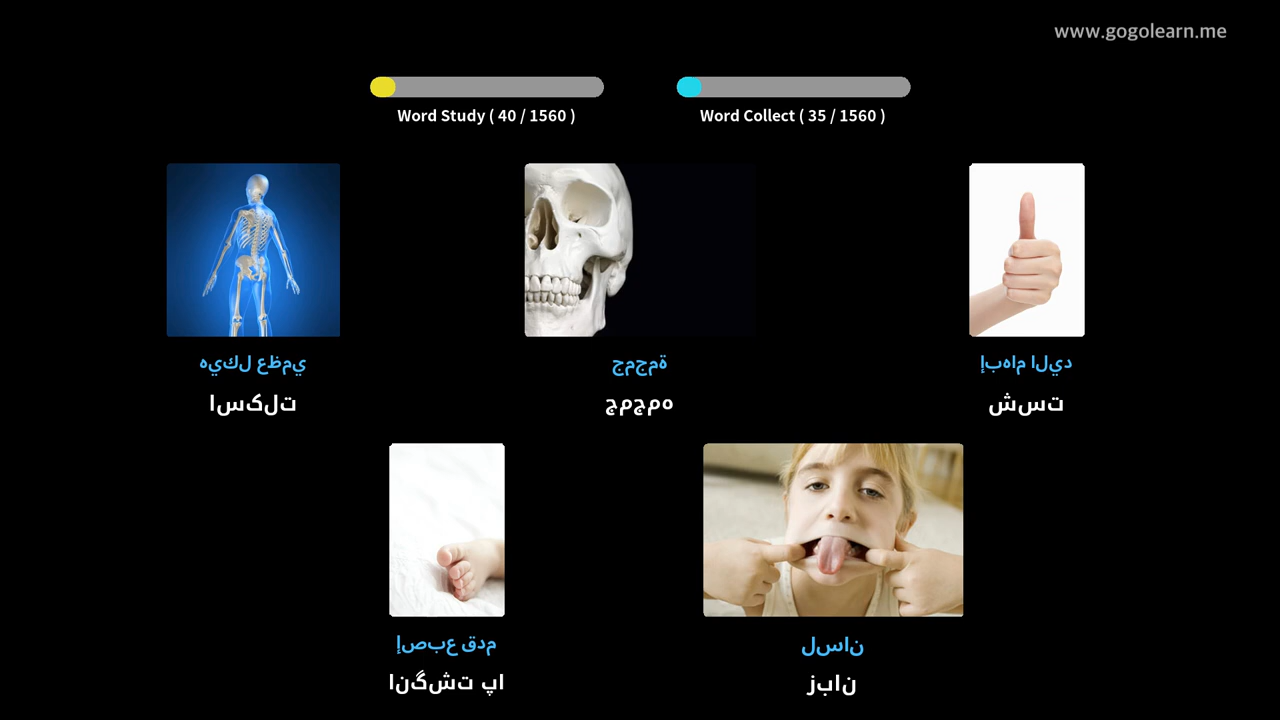 www.gogolearn.me
Word Study ( 40 / 1560 )
Word Collect ( 35 / 1560 )
هيكل عظمي
اسکلت
جمجمة
جمجمه
إبهام اليد
شست
إصبع قدم
انگشت پا
لسان
زبان